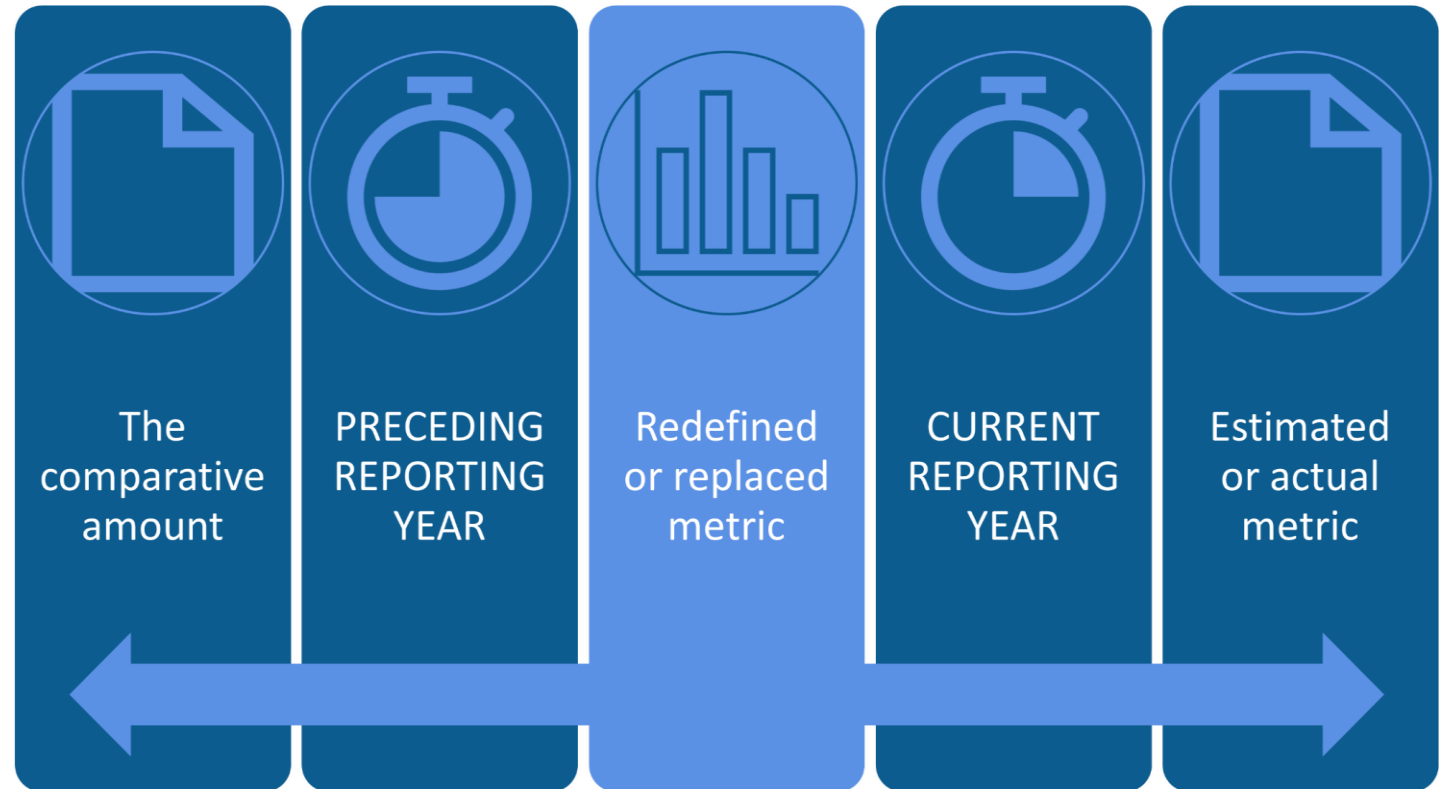 The
comparative
amount
PRECEDING
REPORTING
YEAR
Redefined
or replaced
metric
CURRENT
REPORTING
YEAR
Estimated
or actual
metric